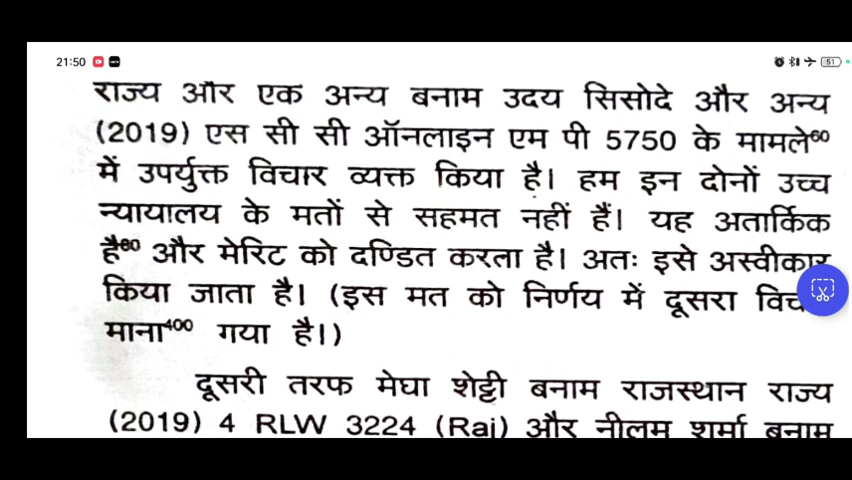 21:50
51
राज्य और एक अन्य बनाम उदय सिसोदे और अन्य
(2019) एस सी सी ऑनलाइन एम पी 5750 के मामले⁶⁰
में उपर्युक्त विचार व्यक्त किया है। हम इन दोनों उच्च
न्यायालय के मतों से सहमत नहीं हैं। यह अतार्किक
है⁸⁰ और मेरिट को दण्डित करता है। अतः इसे अस्वीकार
किया जाता है। (इस मत को निर्णय में दूसरा
माना⁴⁰⁰ गया है।)
दूसरी तरफ मेघा शेट्टी बनाम राजस्थान राज्य
(2019) 4 RLW 3224 (Raj) और नीलम शर्मा बनाम